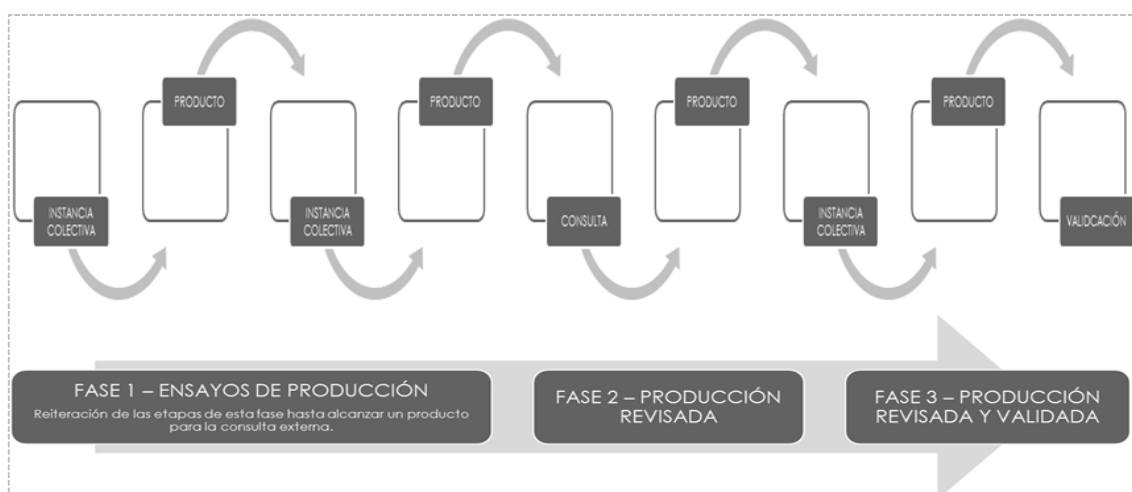 PRODUCTO
PRODUCTO
PRODUCTO
PRODUCTO
INSTANCIA
COLECTIVA
INSTANCIA
COLECTIVA
CONSULTA
INSTANCIA
COLECTIVA
VALIDCACIÓN
FASE 1 – ENSAYOS DE PRODUCCIÓN
Reiteración de las etapas de esta fase hasta alcanzar un producto
para la consulta externa.
FASE 2 – PRODUCCIÓN
REVISADA
FASE 3 – PRODUCCIÓN
REVISADA Y VALIDADA